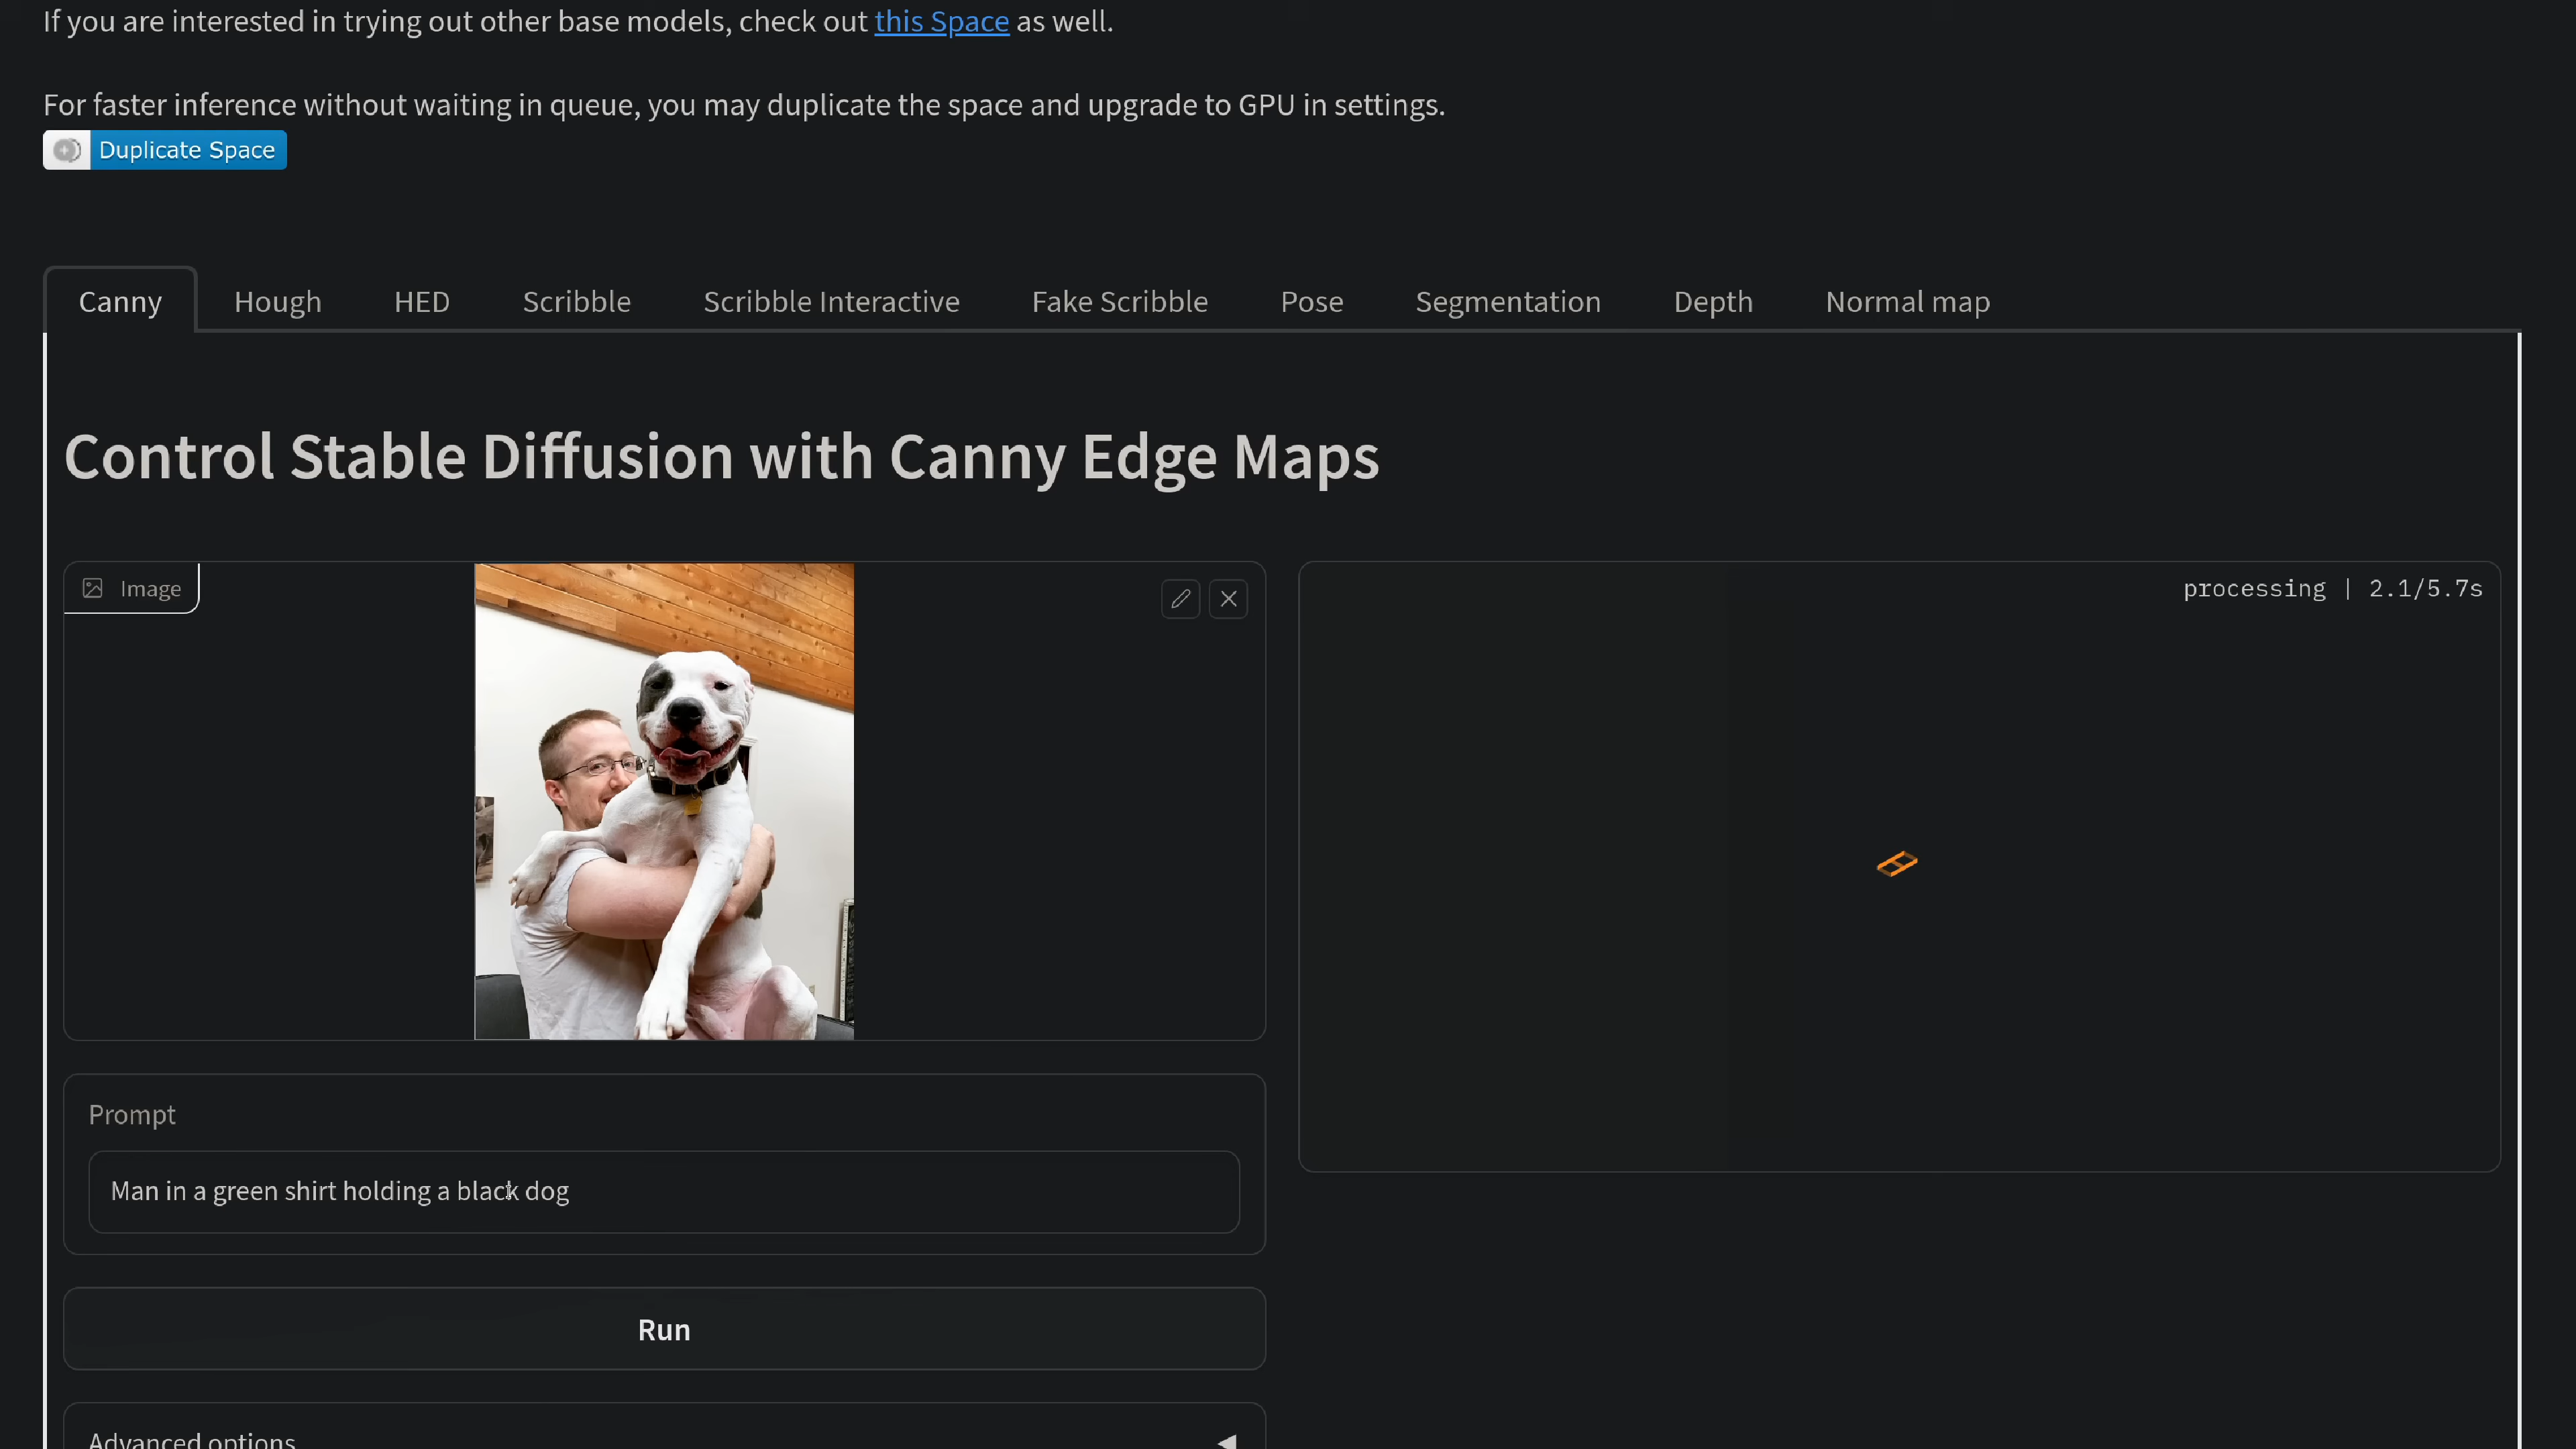 If you are interested in trying out other base models, check out this Space as well.
For faster inference without waiting in queue, you may duplicate the space and upgrade to GPU in settings.
Duplicate Space
Canny Hough HED Scribble Scribble Interactive Fake Scribble Pose Segmentation Depth Normal map
Control Stable Diffusion with Canny Edge Maps
Image
processing | 2.1/5.7s
Prompt
Man in a green shirt holding a black dog
Run
Advanced options